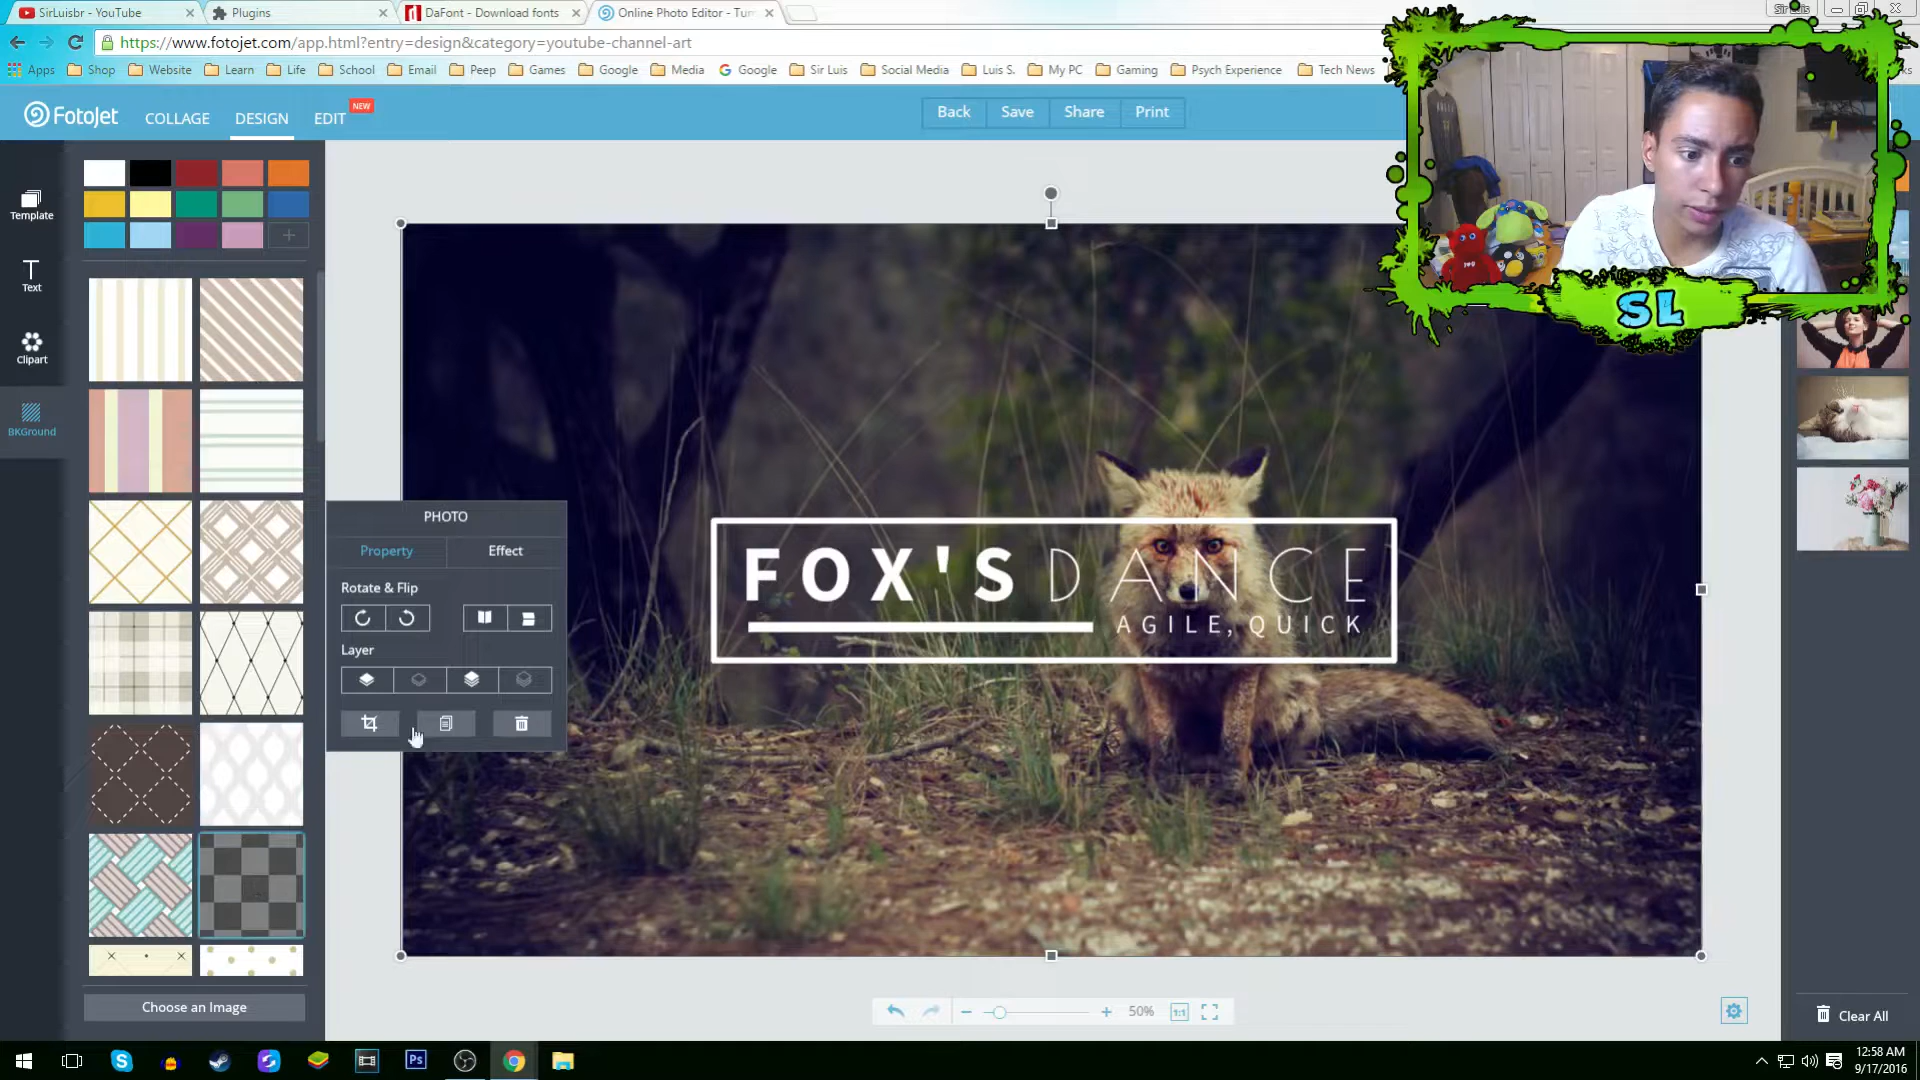 SirLuisbr - YouTube
Plugins
DaFont - Download fonts
Online Photo Editor - Tum
https://www.fotojet.com/app.html?entry=design&category=youtube-channel-art
Apps Shop Website Learn Life School Email Peep Games Google Media Google Sir Luis Social Media Luis S. My PC Gaming Psych Experience Tech News
FotoJet COLLAGE DESIGN EDIT NEW
Back Save Share Print
SL
Template
Text
Clipart
BKGround
PHOTO
Property Effect
Rotate & Flip
Layer
FOX'S DANCE
AGILE, QUICK
Choose an Image
50% 1:1
Clear All
Ps
12:58 AM
9/17/2016